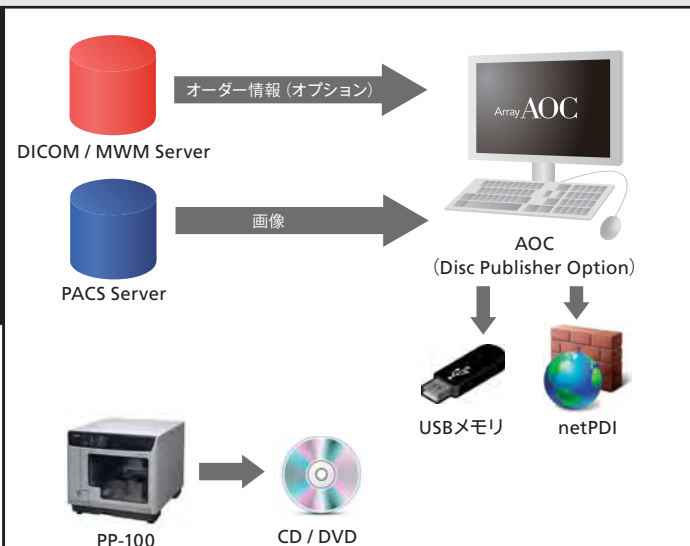 オーダー情報（オプション）
Array AOC
DICOM / MWM Server
画像
AOC
（Disc Publisher Option）
PACS Server
USBメモリ
netPDI
PP-100
CD / DVD